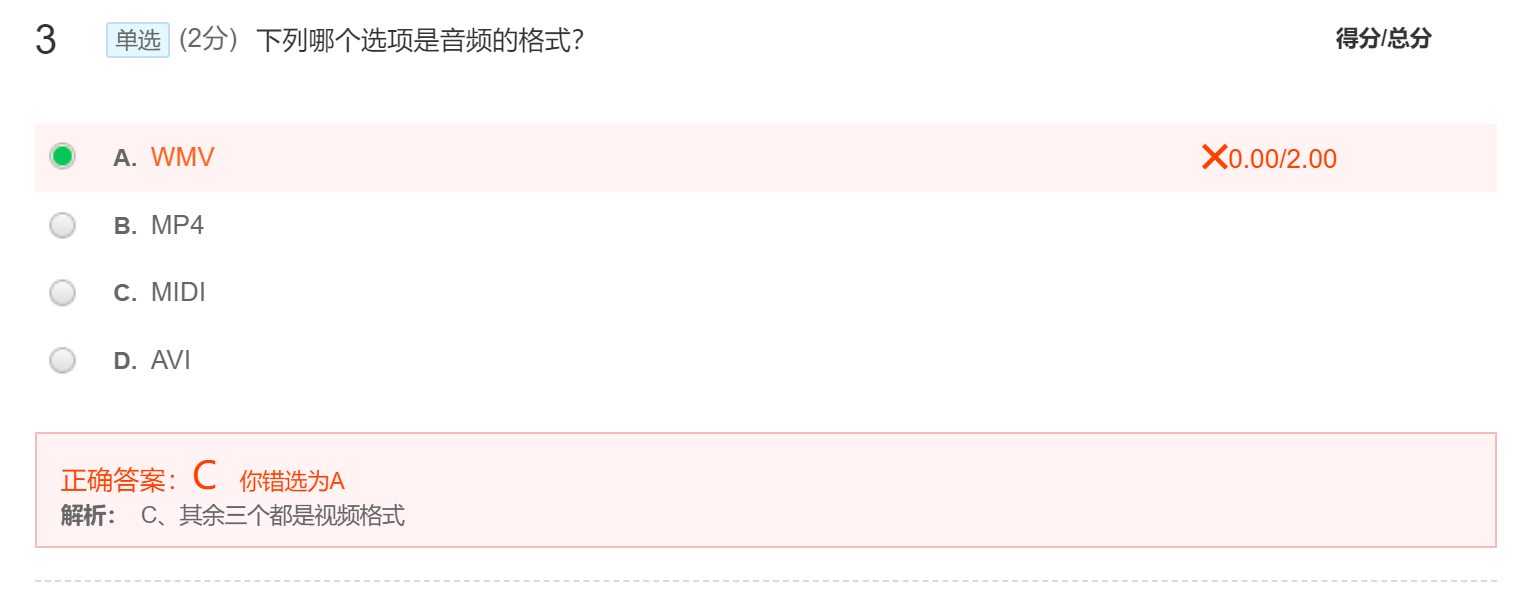 3 单选 (2分) 下列哪个选项是音频的格式? 得分/总分
A. WMV ✕0.00/2.00
B. MP4
C. MIDI
D. AVI
正确答案：C 你错选为A
解析： C、其余三个都是视频格式